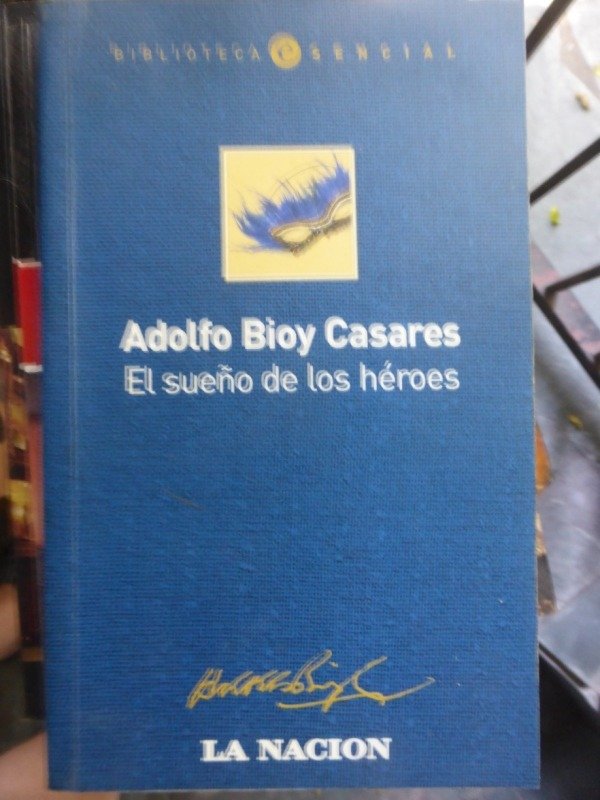 BIBLIOTECA eSENCIAL
Adolfo Bioy Casares
El sueño de los héroes
LA NACION